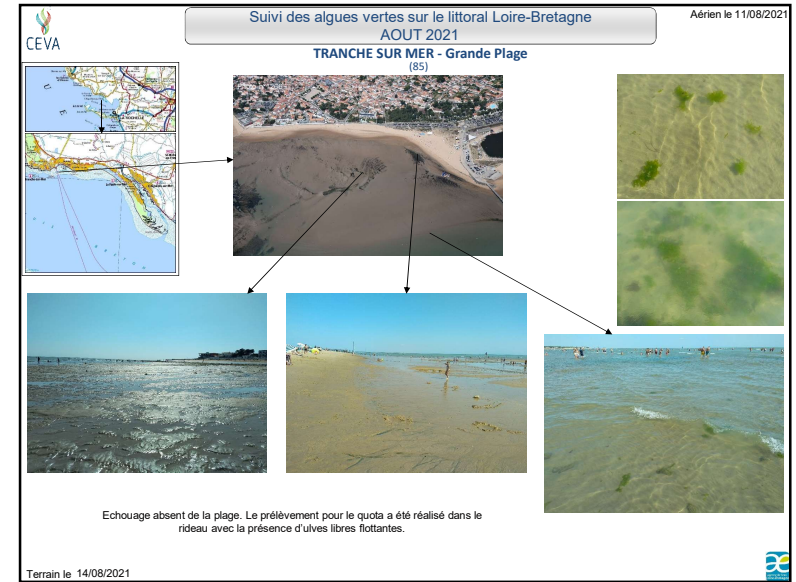 CEVA
Suivi des algues vertes sur le littoral Loire-Bretagne
AOUT 2021
Aérien le 11/08/2021
TRANCHE SUR MER - Grande Plage
(85)
Echouage absent de la plage. Le prélèvement pour le quota a été réalisé dans le
rideau avec la présence d’ulves libres flottantes.
Terrain le 14/08/2021